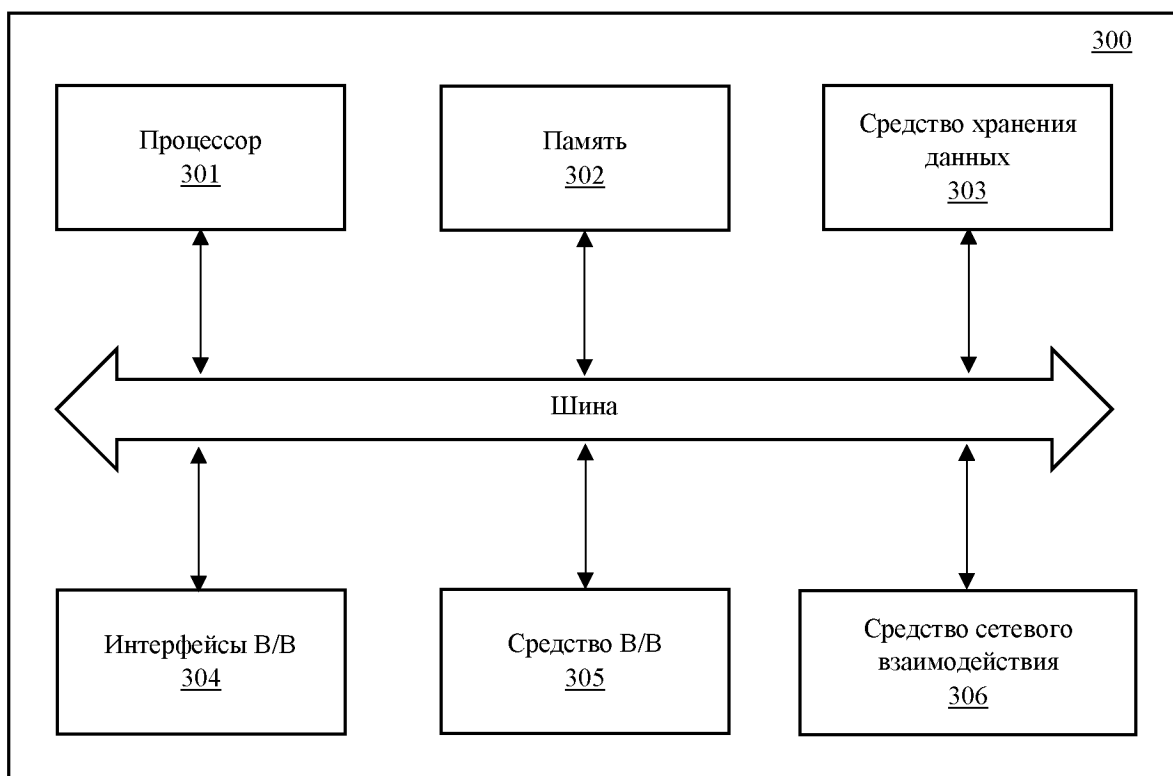 300
Процессор
301
Память
302
Средство хранения
данных
303
Шина
Интерфейсы В/В
304
Средство В/В
305
Средство сетевого
взаимодействия
306